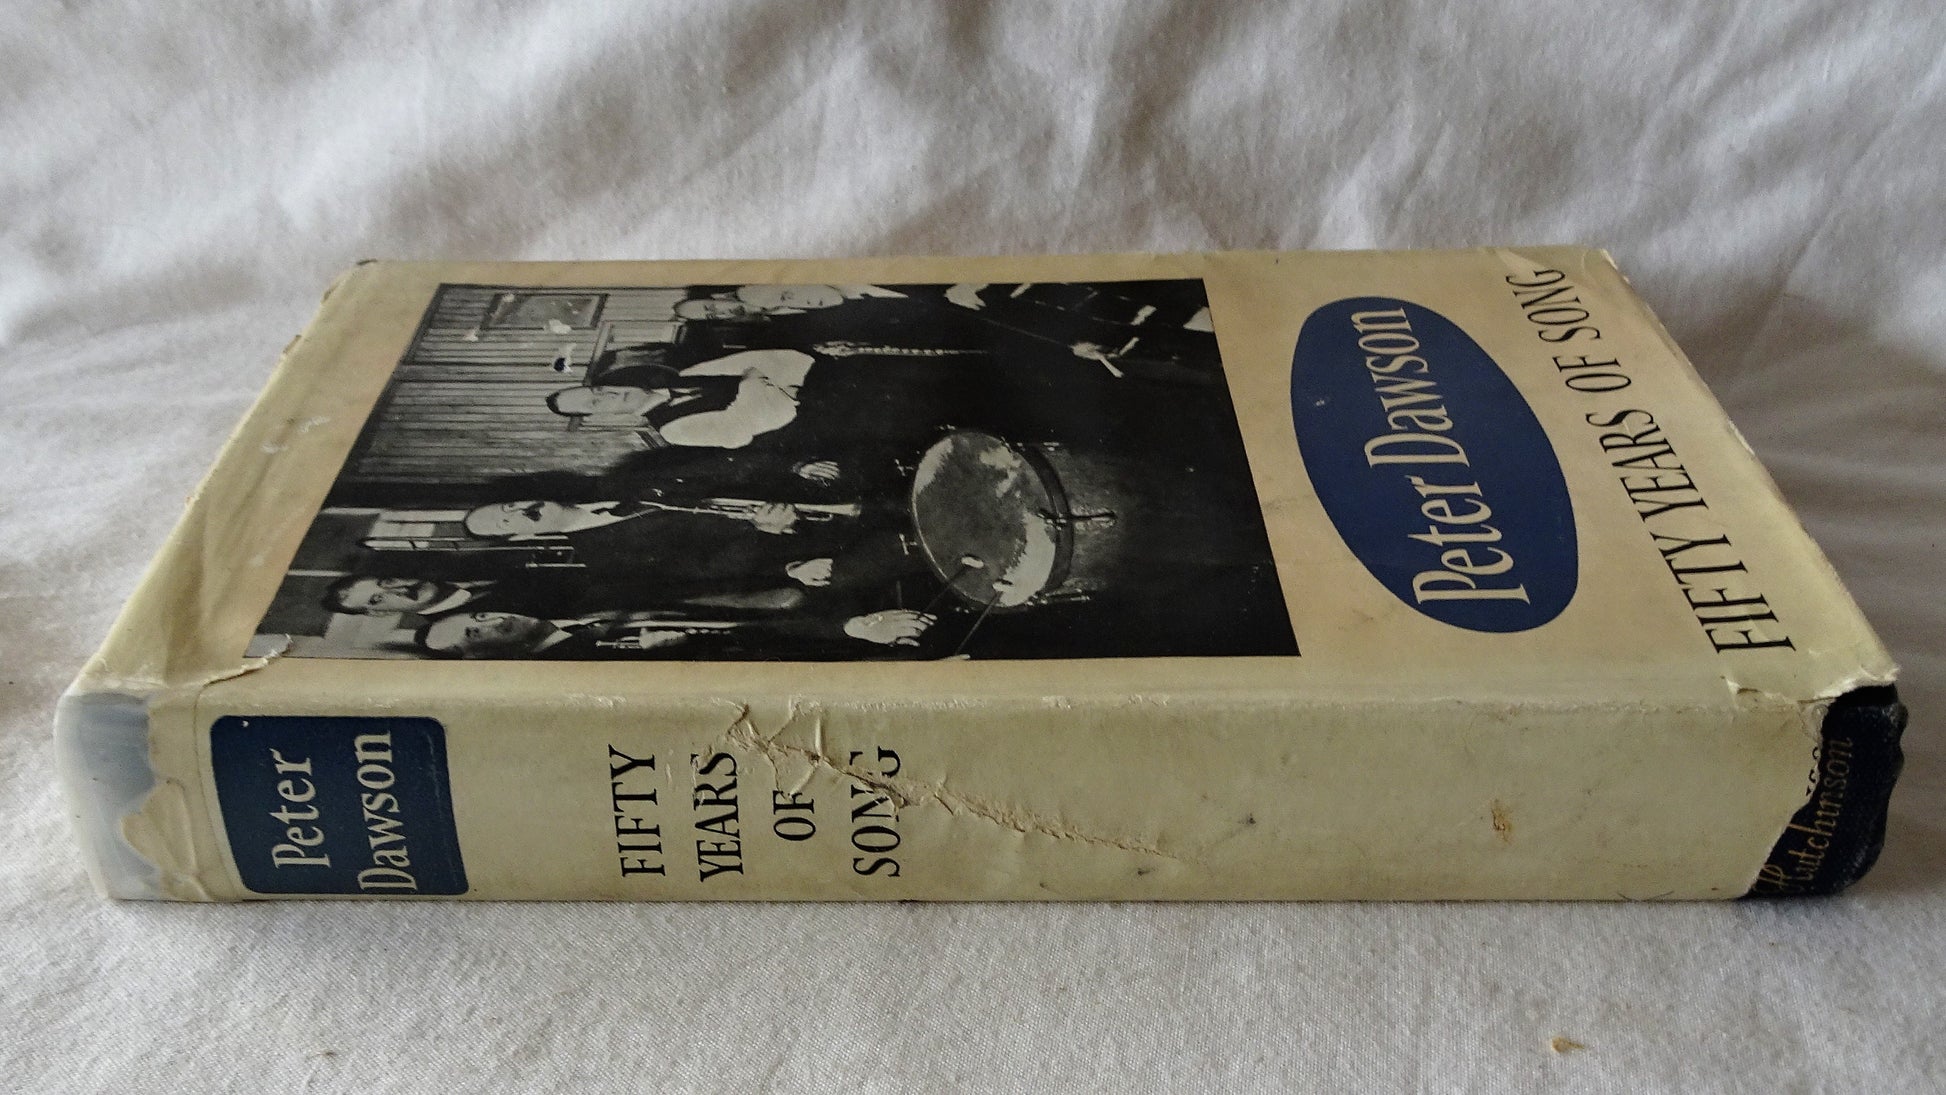 Peter Dawson
FIFTY YEARS OF SONG
Peter
Dawson
FIFTY
YEARS
OF
SONG
Hutchinson